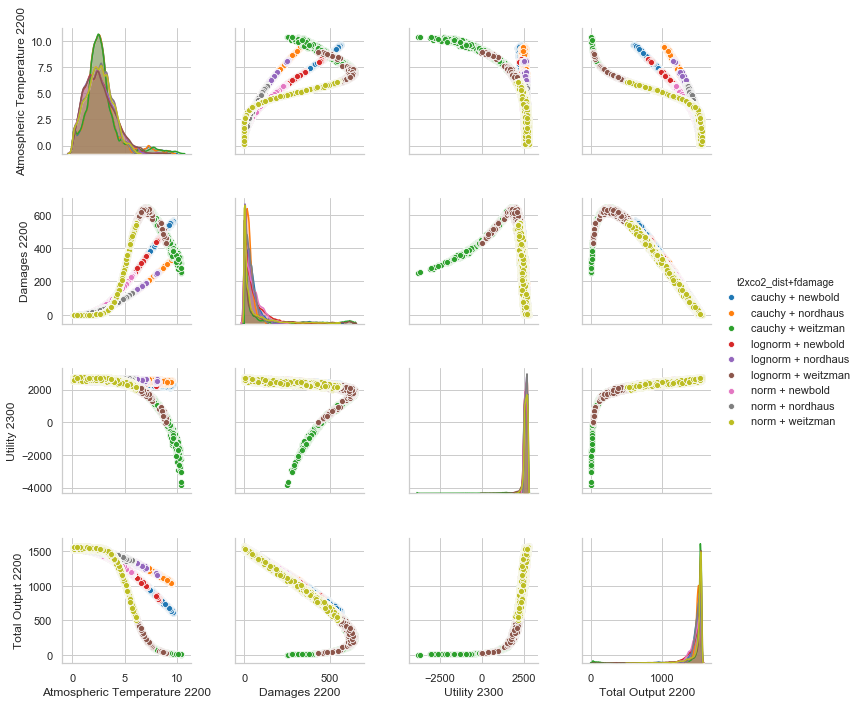 Atmospheric Temperature 2200
10.0
7.5
5.0
2.5
0.0
Damages 2200
600
400
200
0
Utility 2300
2000
0
−2000
−4000
Total Output 2200
1500
1000
500
0
0 5 10
Atmospheric Temperature 2200
0 500
Damages 2200
−2500 0 2500
Utility 2300
0 1000
Total Output 2200
t2xco2_dist+fdamage
cauchy + newbold
cauchy + nordhaus
cauchy + weitzman
lognorm + newbold
lognorm + nordhaus
lognorm + weitzman
norm + newbold
norm + nordhaus
norm + weitzman